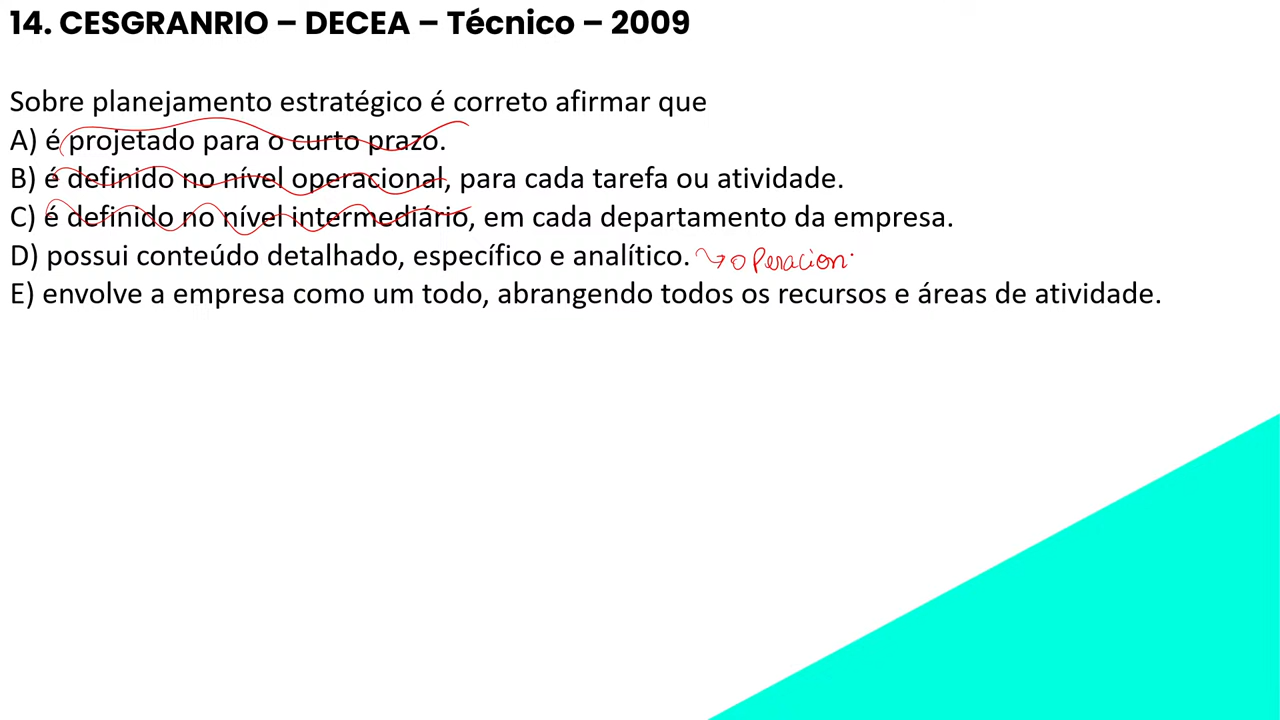 14. CESGRANRIO – DECEA – Técnico – 2009
Sobre planejamento estratégico é correto afirmar que
A) é projetado para o curto prazo.
B) é definido no nível operacional, para cada tarefa ou atividade.
C) é definido no nível intermediário, em cada departamento da empresa.
D) possui conteúdo detalhado, específico e analítico. operacion
E) envolve a empresa como um todo, abrangendo todos os recursos e áreas de atividade.